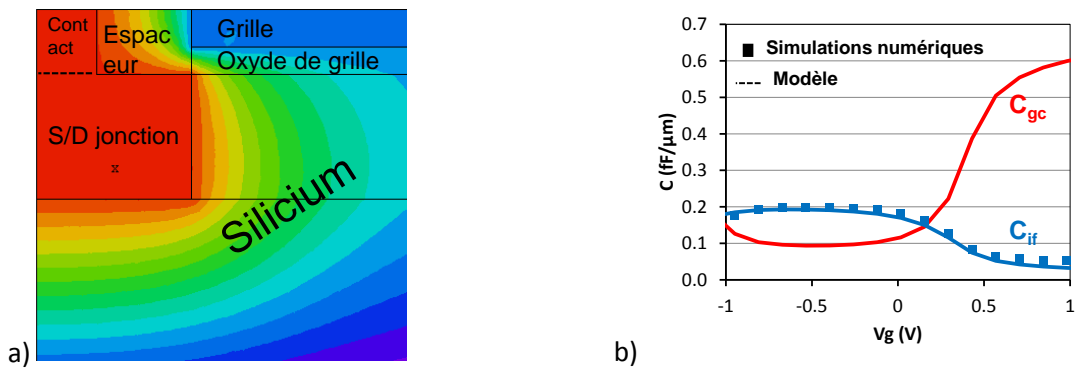 Cont
act
Espac
eur
Grille
Oxyde de grille
S/D jonction
x
Silicium
a)
Simulations numériques
Modèle
Cgc
Cif
C (fF/µm)
0.7
0.6
0.5
0.4
0.3
0.2
0.1
0.0
-1
-0.5
0
0.5
1
Vg (V)
b)